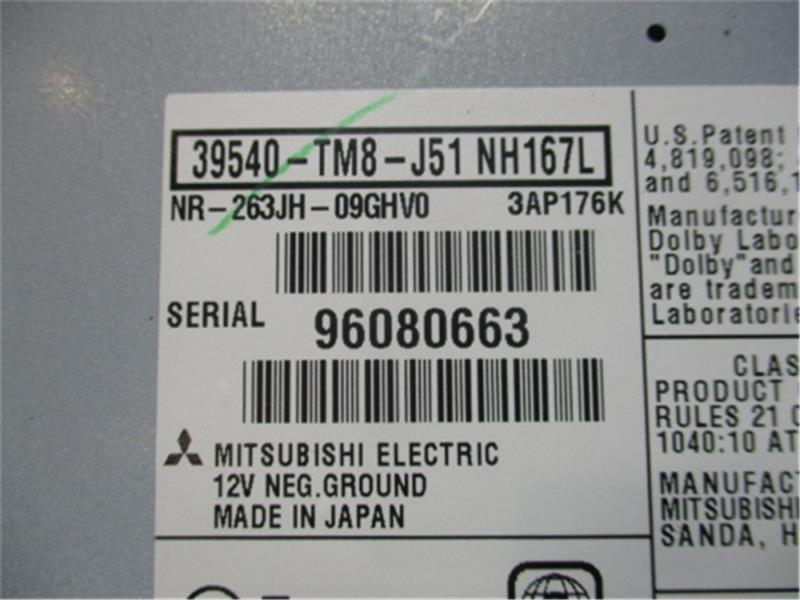 39540-TM8-J51 NH167L
NR-263JH-09GHV0 3AP176K
SERIAL 96080663
MITSUBISHI ELECTRIC
12V NEG.GROUND
MADE IN JAPAN
U.S.Patent
4,819,098;
and 6,516,1
Manufactur
Dolby Labo
"Dolby"and
are tradem
Laboratorie
CLAS
PRODUCT
RULES 21 C
1040:10 AT
MANUFAC
MITSUBISHI
SANDA, H